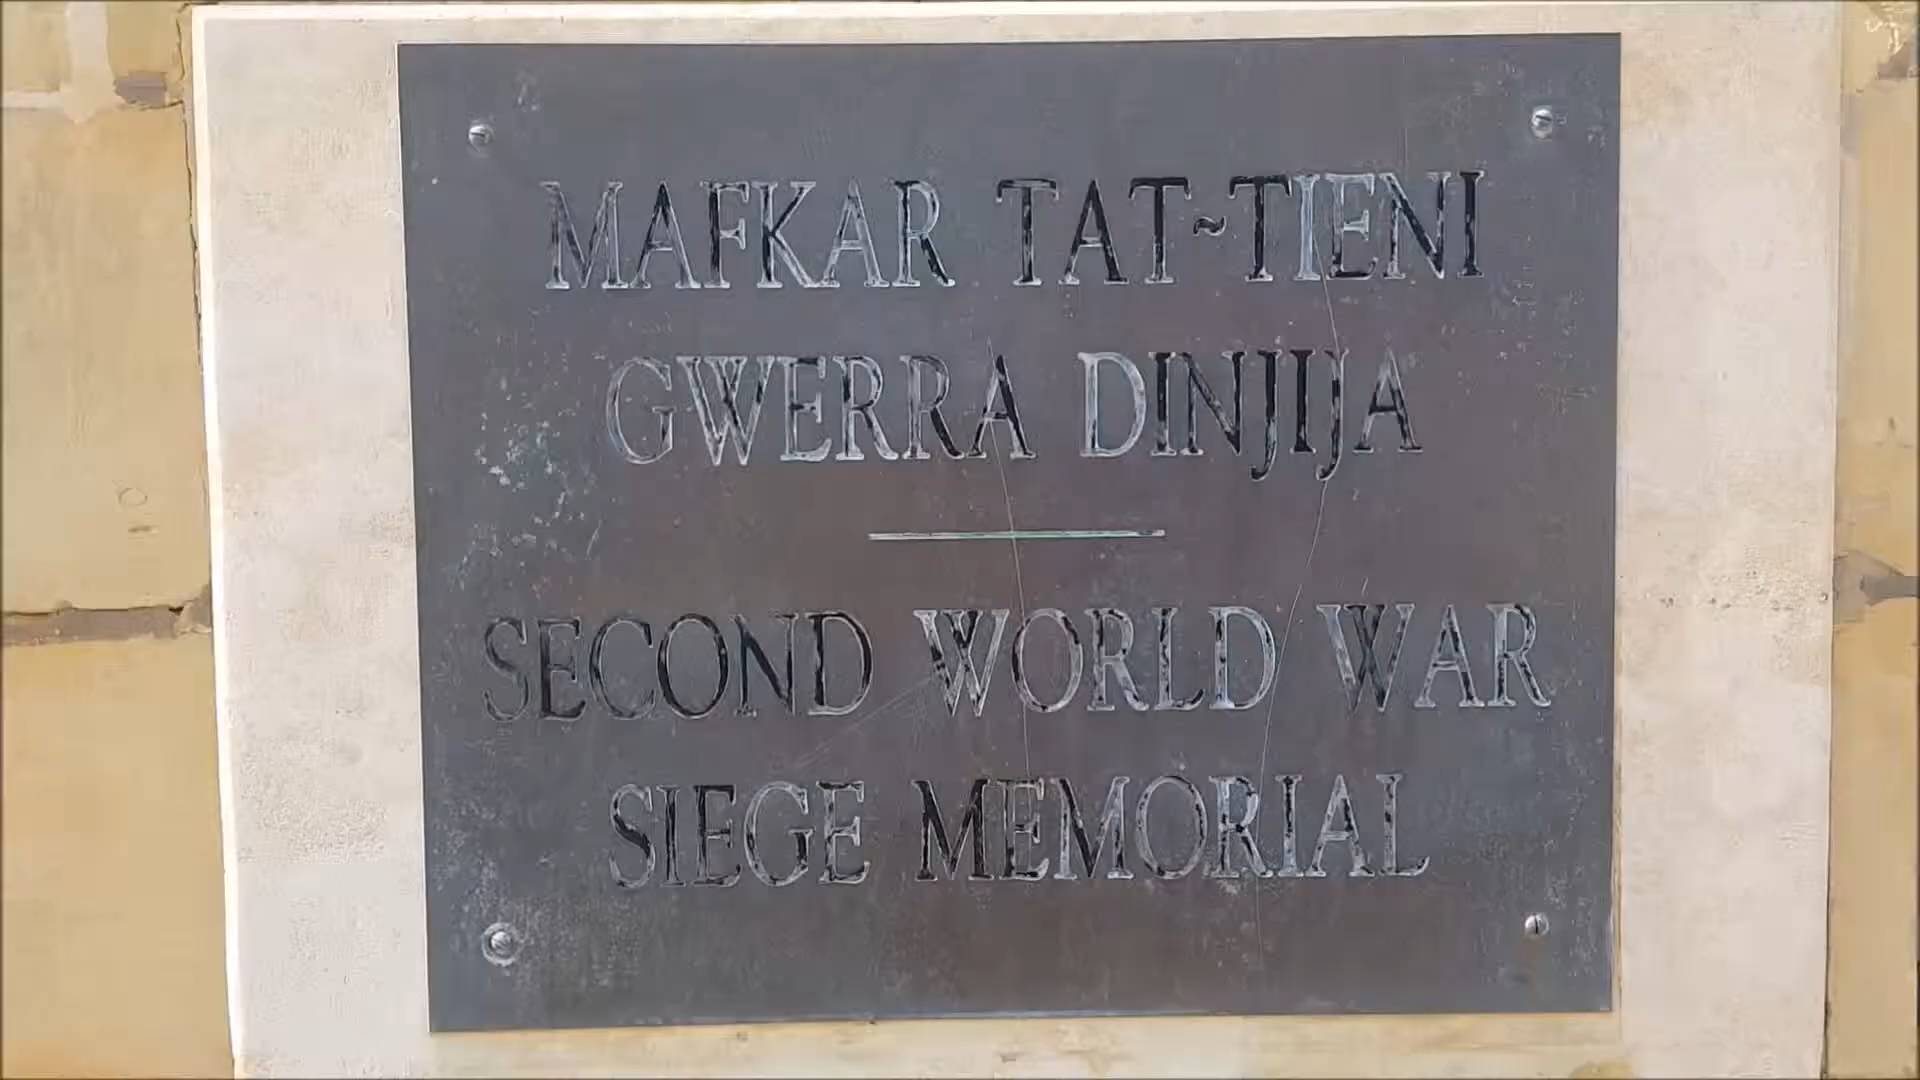 MAFKAR TAT~TIENI
GWERRA DINJIJA
SECOND WORLD WAR
SIEGE MEMORIAL